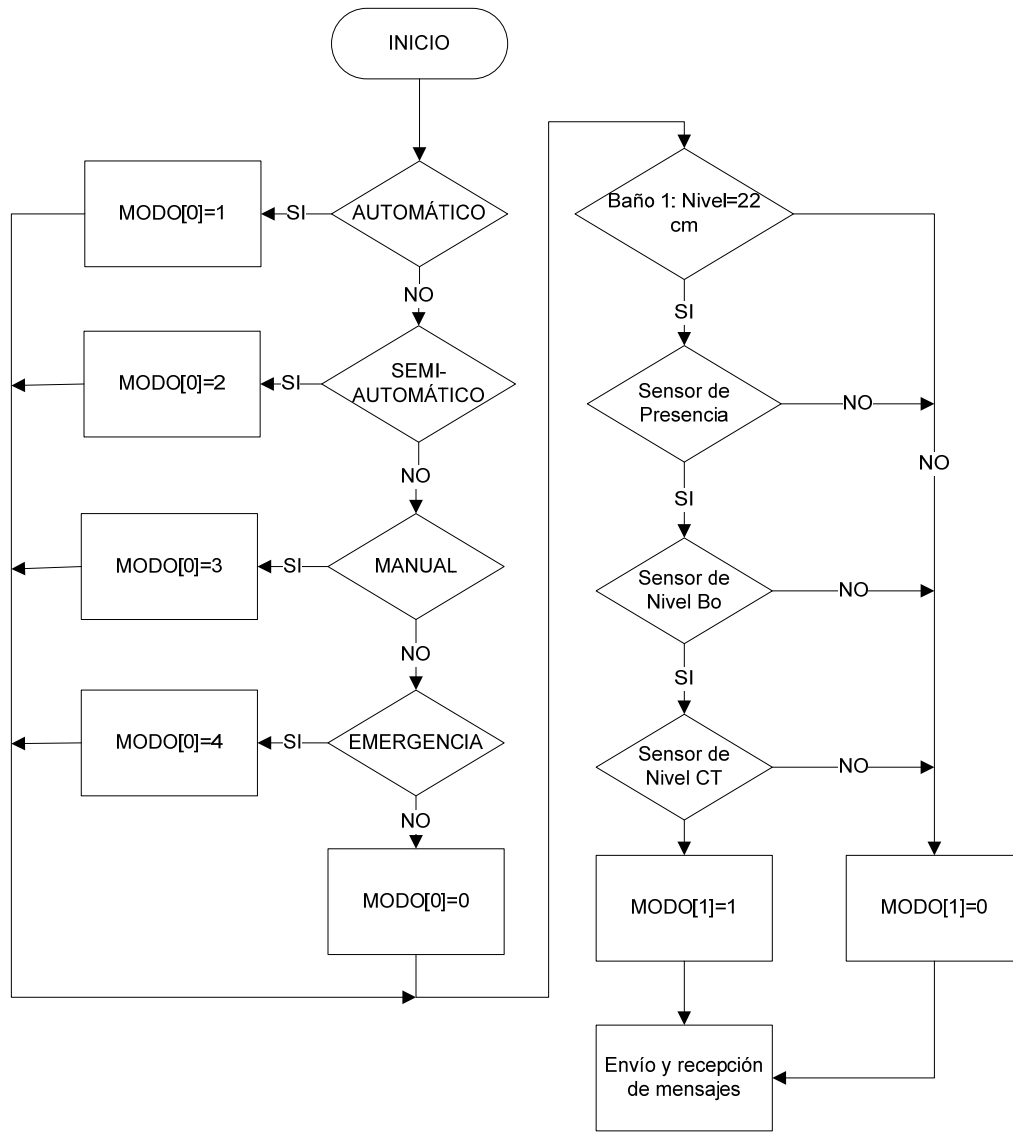 INICIO
AUTOMÁTICO
SI
MODO[0]=1
NO
SEMI-
AUTOMÁTICO
SI
MODO[0]=2
NO
MANUAL
SI
MODO[0]=3
NO
EMERGENCIA
SI
MODO[0]=4
NO
MODO[0]=0
Baño 1: Nivel=22
cm
SI
NO
Sensor de
Presencia
NO
SI
Sensor de
Nivel Bo
NO
SI
Sensor de
Nivel CT
NO
MODO[1]=1
MODO[1]=0
Envío y recepción
de mensajes